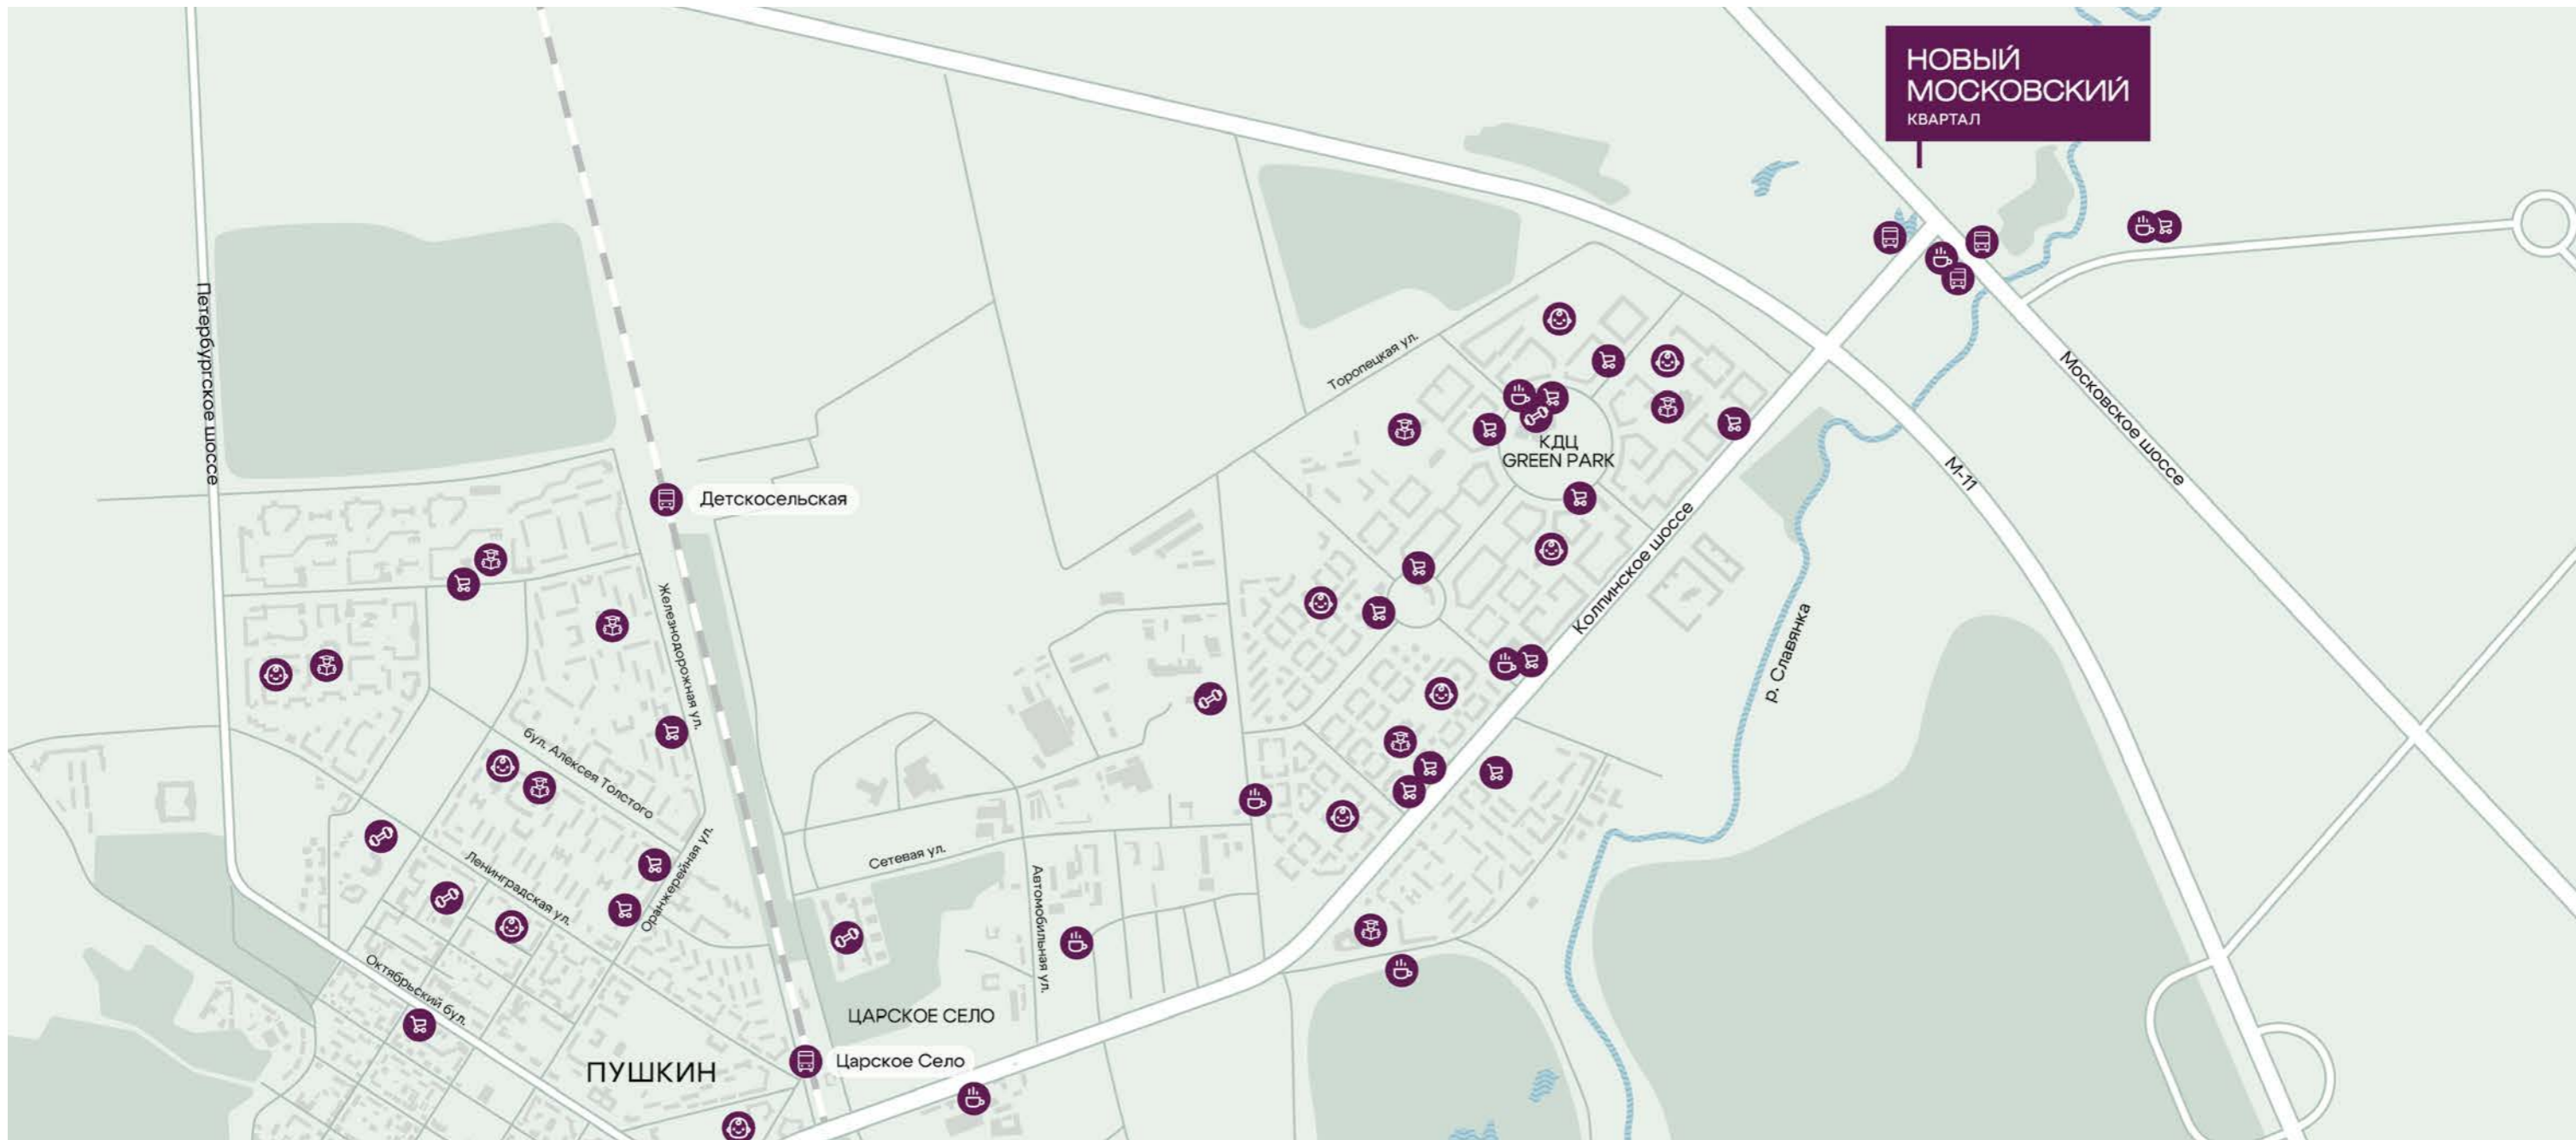 НОВЫЙ
МОСКОВСКИЙ
КВАРТАЛ
Петербургское шоссе
Торопецкая ул.
Московское шоссе
КДЦ
GREEN PARK
М-11
Детскосельская
Колпинское шоссе
Железнодорожная ул.
р. Славянка
бул. Алексея Толстого
Сетевая ул.
Ленинградская ул.
Оранжерейная ул.
Автомобильная ул.
Октябрьский бул.
ЦАРСКОЕ СЕЛО
Царское Село
ПУШКИН